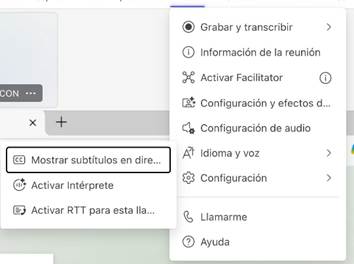 Grabar y transcribir
Información de la reunión
Activar Facilitator
CON ...
Configuración y efectos d...
Configuración de audio
Mostrar subtítulos en dire...
Idioma y voz
Activar Intérprete
Configuración
Activar RTT para esta lla...
Llamarme
Ayuda